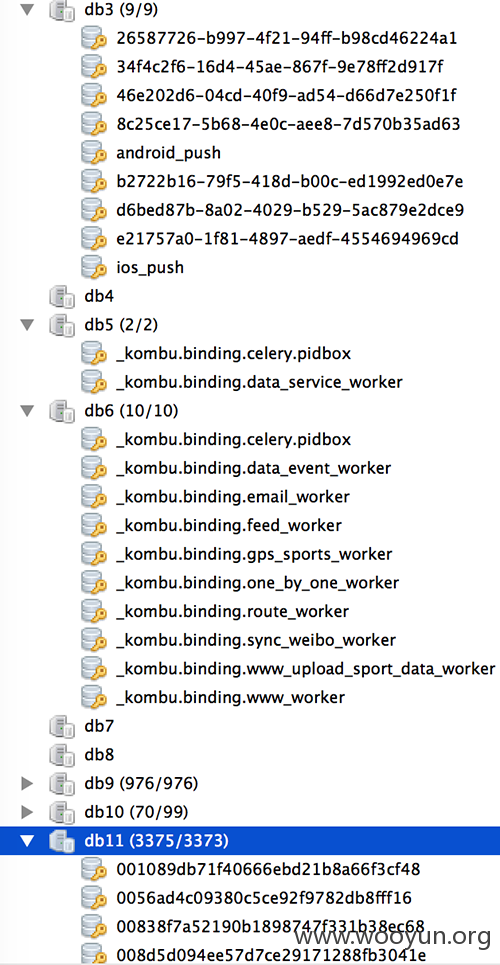 db3 (9/9)
26587726-b997-4f21-94ff-b98cd46224a1
34f4c2f6-16d4-45ae-867f-9e78ff2d917f
46e202d6-04cd-40f9-ad54-d66d7e250f1f
8c25ce17-5b68-4e0c-aee8-7d570b35ad63
android_push
b2722b16-79f5-418d-b00c-ed1992ed0e7e
d6bed87b-8a02-4029-b529-5ac879e2dce9
e21757a0-1f81-4897-aedf-4554694969cd
ios_push
db4
db5 (2/2)
_kombu.binding.celery.pidbox
_kombu.binding.data_service_worker
db6 (10/10)
_kombu.binding.celery.pidbox
_kombu.binding.data_event_worker
_kombu.binding.email_worker
_kombu.binding.feed_worker
_kombu.binding.gps_sports_worker
_kombu.binding.one_by_one_worker
_kombu.binding.route_worker
_kombu.binding.sync_weibo_worker
_kombu.binding.www_upload_sport_data_worker
_kombu.binding.www_worker
db7
db8
db9 (976/976)
db10 (70/99)
db11 (3375/3373)
001089db71f40666ebd21b8a66f3cf48
0056ad4c09380c5ce92f9782db8fff16
00838f7a52190b1898747f331b38ec68
008d5d094ee57d7ce29171288fb3041e
www.wooyun.org